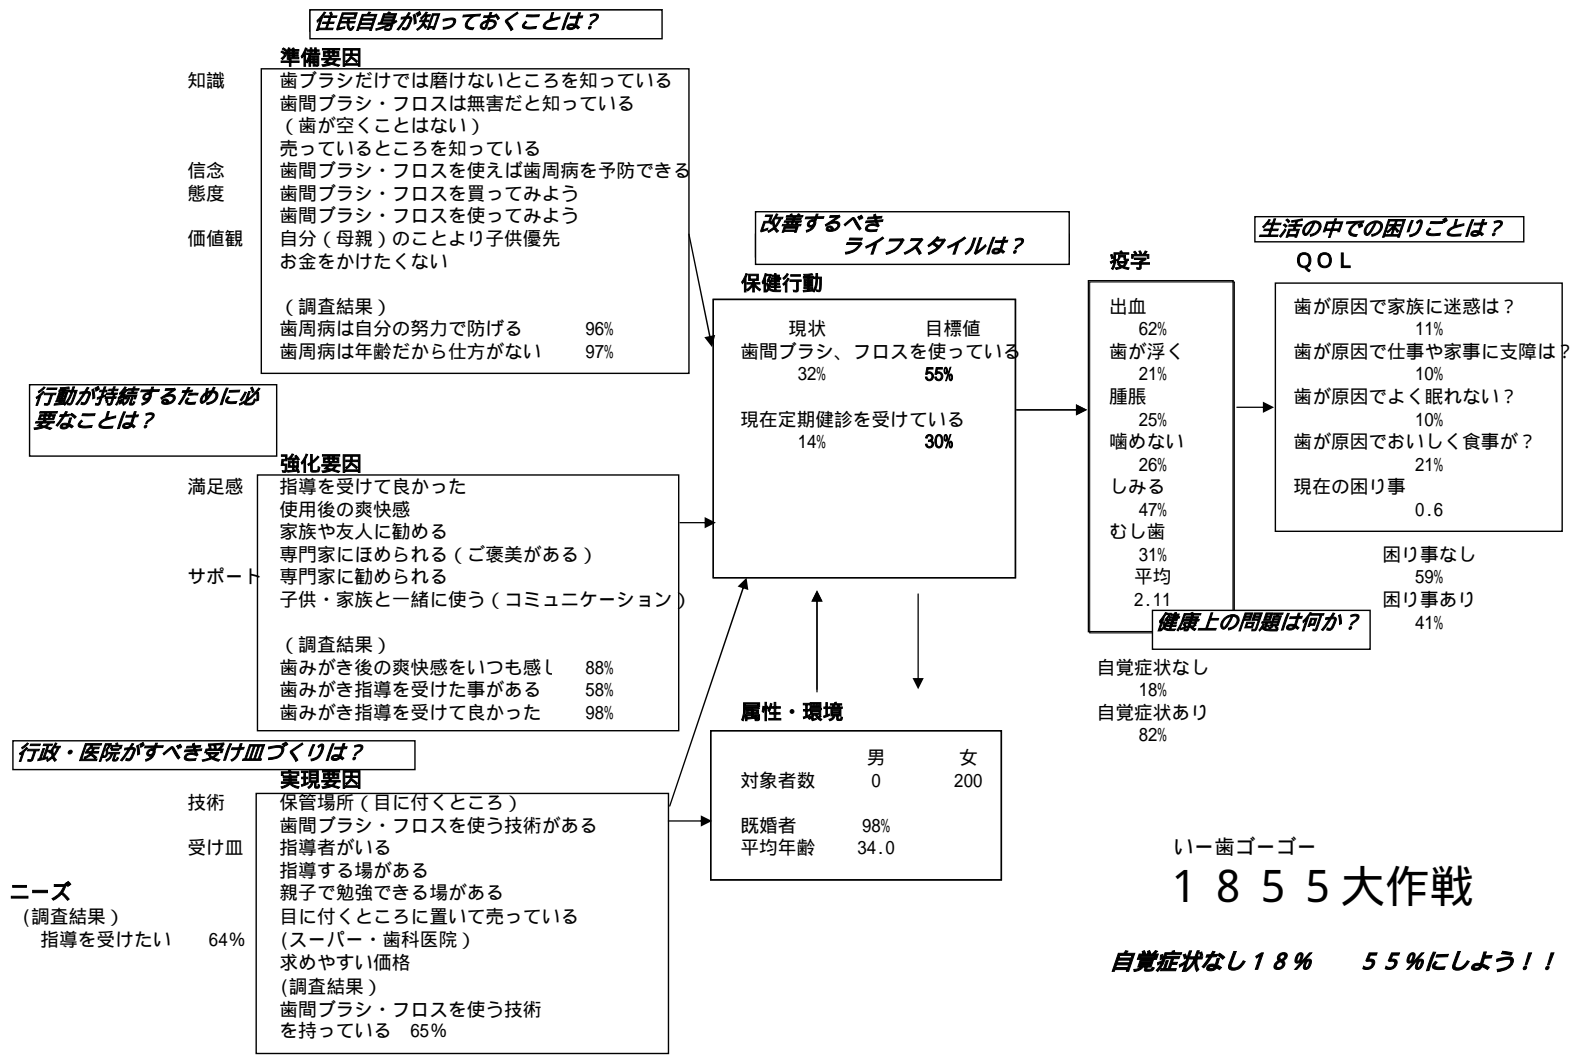 住民自身が知っておくことは？
準備要因
知識
歯ブラシだけでは磨けないところを知っている
歯間ブラシ・フロスは無害だと知っている
（歯が空くことはない）
売っているところを知っている
信念
歯間ブラシ・フロスを使えば歯周病を予防できる
態度
歯間ブラシ・フロスを買ってみよう
歯間ブラシ・フロスを使ってみよう
価値観
自分（母親）のことより子供優先
お金をかけたくない
（調査結果）
歯周病は自分の努力で防げる 96%
歯周病は年齢だから仕方がない 97%
行動が持続するために必
要なことは？
強化要因
満足感
指導を受けて良かった
使用後の爽快感
家族や友人に勧める
専門家にほめられる（ご褒美がある）
サポート
専門家に勧められる
子供・家族と一緒に使う（コミュニケーション）
（調査結果）
歯みがき後の爽快感をいつも感じ 88%
歯みがき指導を受けた事がある 58%
歯みがき指導を受けて良かった 98%
行政・医院がすべき受け皿づくりは？
実現要因
技術
保管場所（目に付くところ）
歯間ブラシ・フロスを使う技術がある
受け皿
指導者がいる
指導する場がある
親子で勉強できる場がある
目に付くところに置いて売っている
(スーパー・歯科医院）
求めやすい価格
(調査結果）
歯間ブラシ・フロスを使う技術
を持っている 65%
ニーズ
(調査結果）
指導を受けたい 64%
改善するべき
ライフスタイルは？
保健行動
現状 目標値
歯間ブラシ、フロスを使っている
32% 55%
現在定期健診を受けている
14% 30%
属性・環境
男 女
対象者数 0 200
既婚者 98%
平均年齢 34.0
疫学
出血
62%
歯が浮く
21%
腫脹
25%
噛めない
26%
しみる
47%
むし歯
31%
平均
2.11
健康上の問題は何か？
自覚症状なし
18%
自覚症状あり
82%
生活の中での困りごとは？
ＱＯＬ
歯が原因で家族に迷惑は？
11%
歯が原因で仕事や家事に支障は？
10%
歯が原因でよく眠れない？
10%
歯が原因でおいしく食事が？
21%
現在の困り事
0.6
困り事なし
59%
困り事あり
41%
いー歯ゴーゴー
１８５５大作戦
自覚症状なし１８％ ５５％にしよう！！